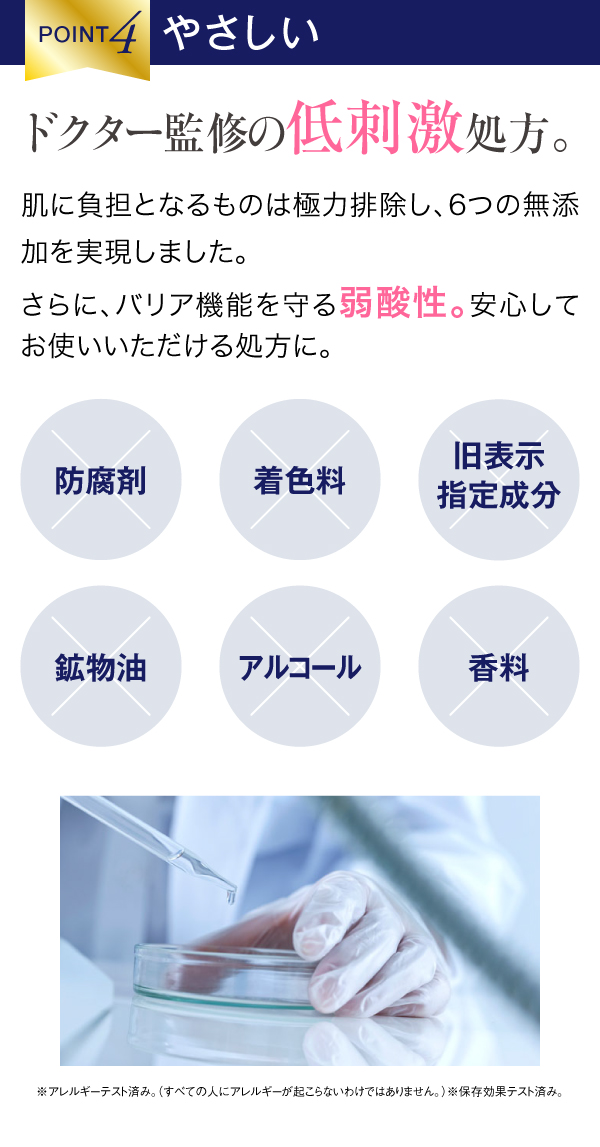 POINT4 やさしい
ドクター監修の低刺激処方。
肌に負担となるものは極力排除し、6つの無添
加を実現しました。
さらに、バリア機能を守る弱酸性。安心して
お使いいただける処方に。
防腐剤
着色料
旧表示
指定成分
鉱物油
アルコール
香料
※アレルギーテスト済み。（すべての人にアレルギーが起こらないわけではありません。）※保存効果テスト済み。